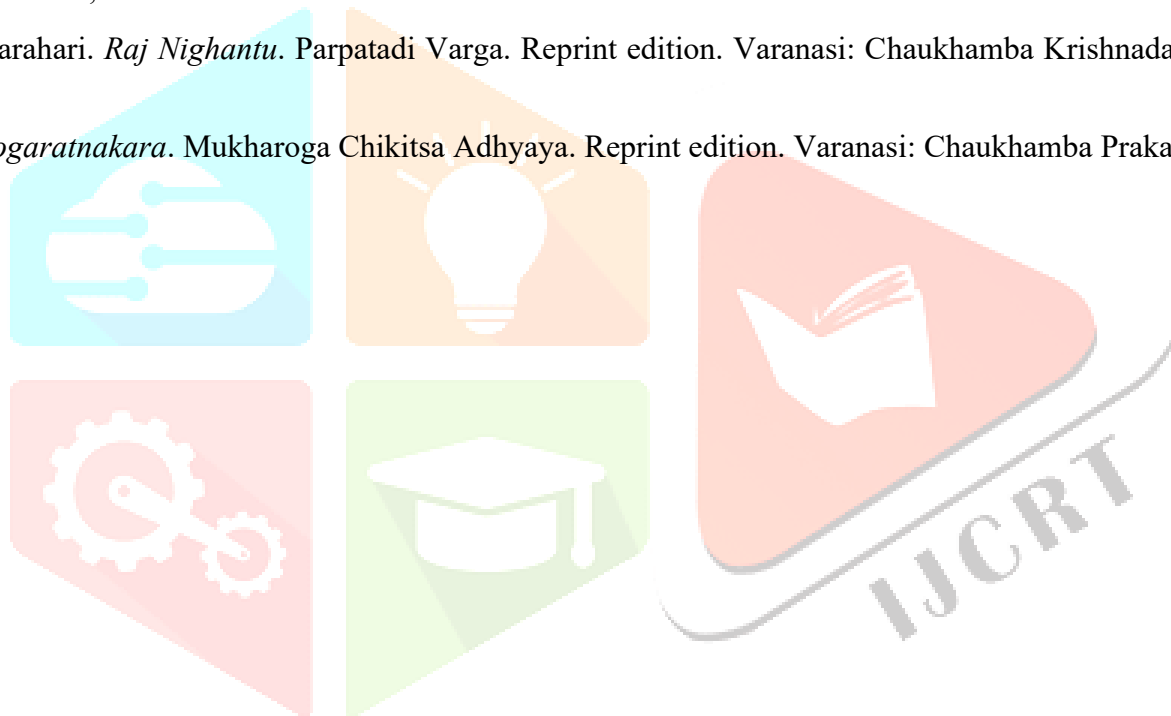 arahari. Raj Nighantu. Parpatadi Varga. Reprint edition. Varanasi: Chaukhamba Krishnada
ogaratnakara. Mukharoga Chikitsa Adhyaya. Reprint edition. Varanasi: Chaukhamba Praka
IJCRT